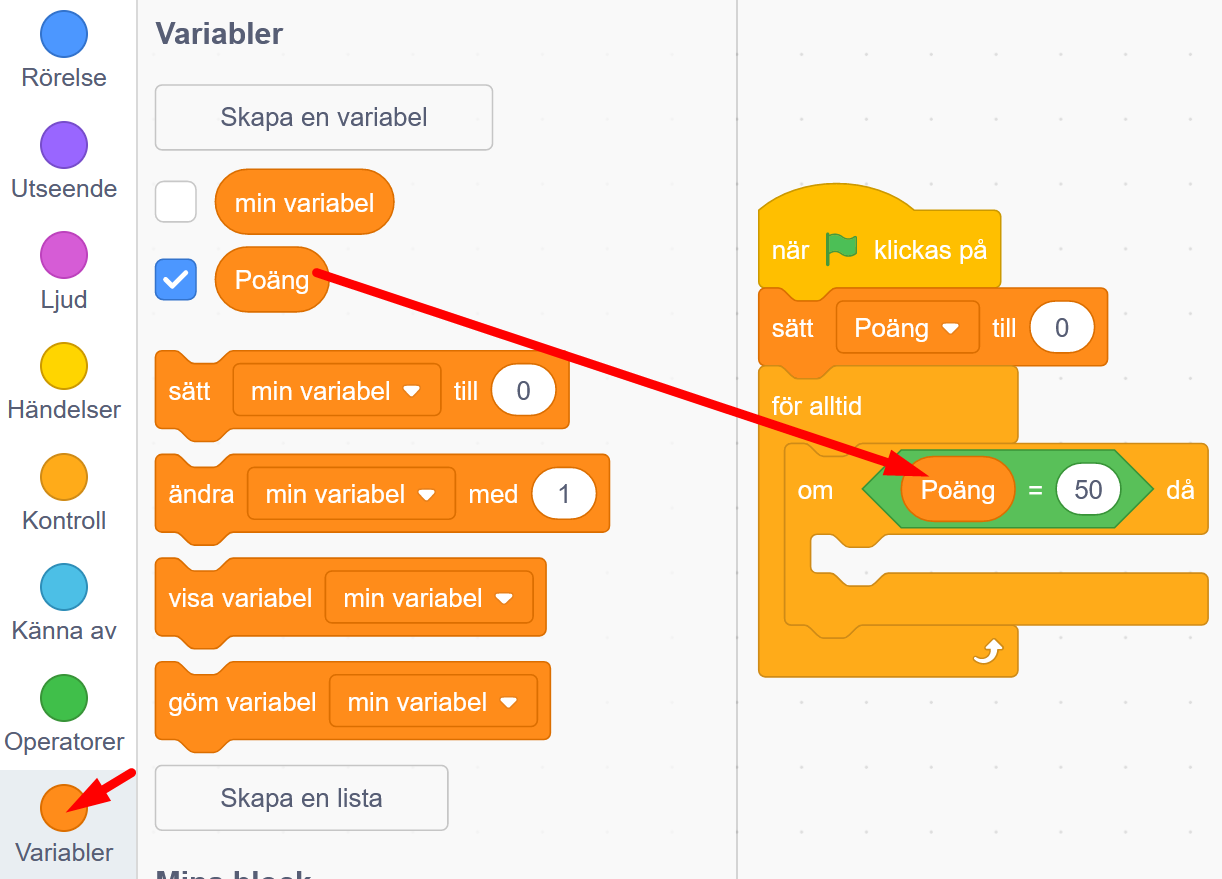 Rörelse
Utseende
Ljud
Händelser
Kontroll
Känna av
Operatorer
Variabler
Variabler
Skapa en variabel
min variabel
Poäng
sätt min variabel till 0
ändra min variabel med 1
visa variabel min variabel
göm variabel min variabel
Skapa en lista
Mina block
när klickas på
sätt Poäng till 0
för alltid
om Poäng = 50 då